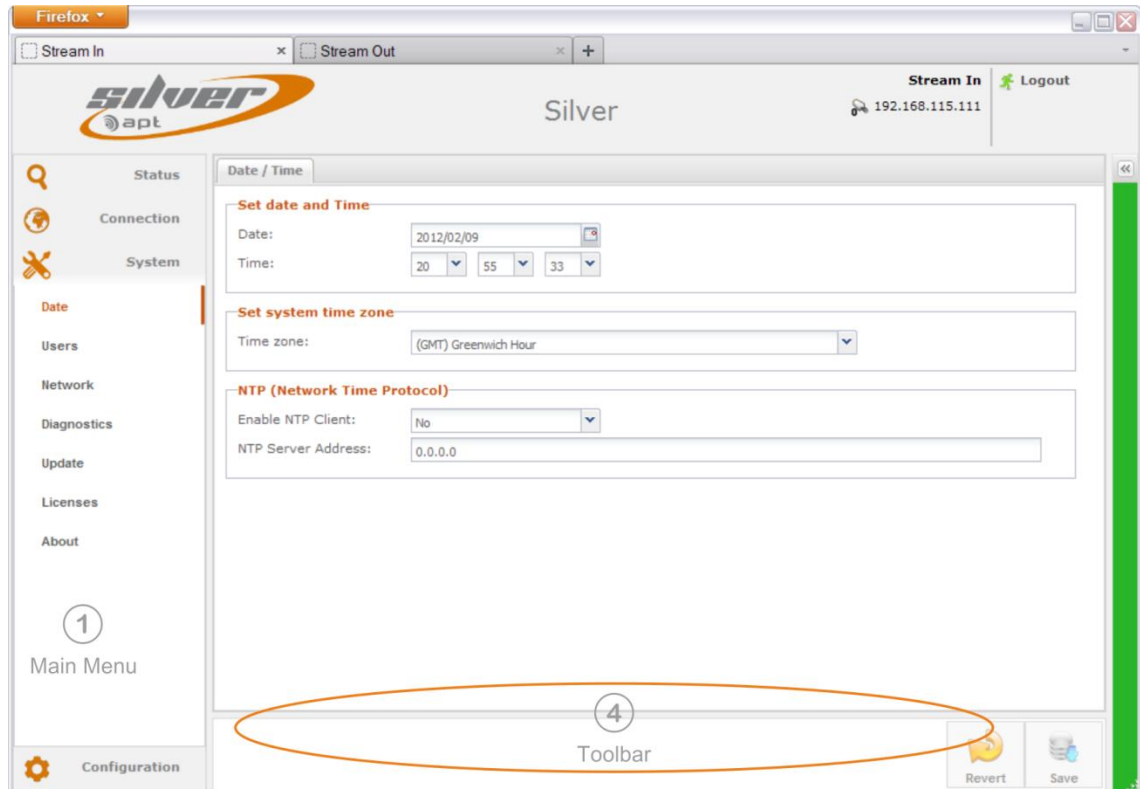 Firefox
Stream In
Stream Out
silver
apt
Silver
Stream In
192.168.115.111
Logout
Status
Connection
System
Date
Users
Network
Diagnostics
Update
Licenses
About
1
Main Menu
Configuration
Date / Time
Set date and Time
Date: 2012/02/09
Time: 20 55 33
Set system time zone
Time zone: (GMT) Greenwich Hour
NTP (Network Time Protocol)
Enable NTP Client: No
NTP Server Address: 0.0.0.0
4
Toolbar
Revert
Save